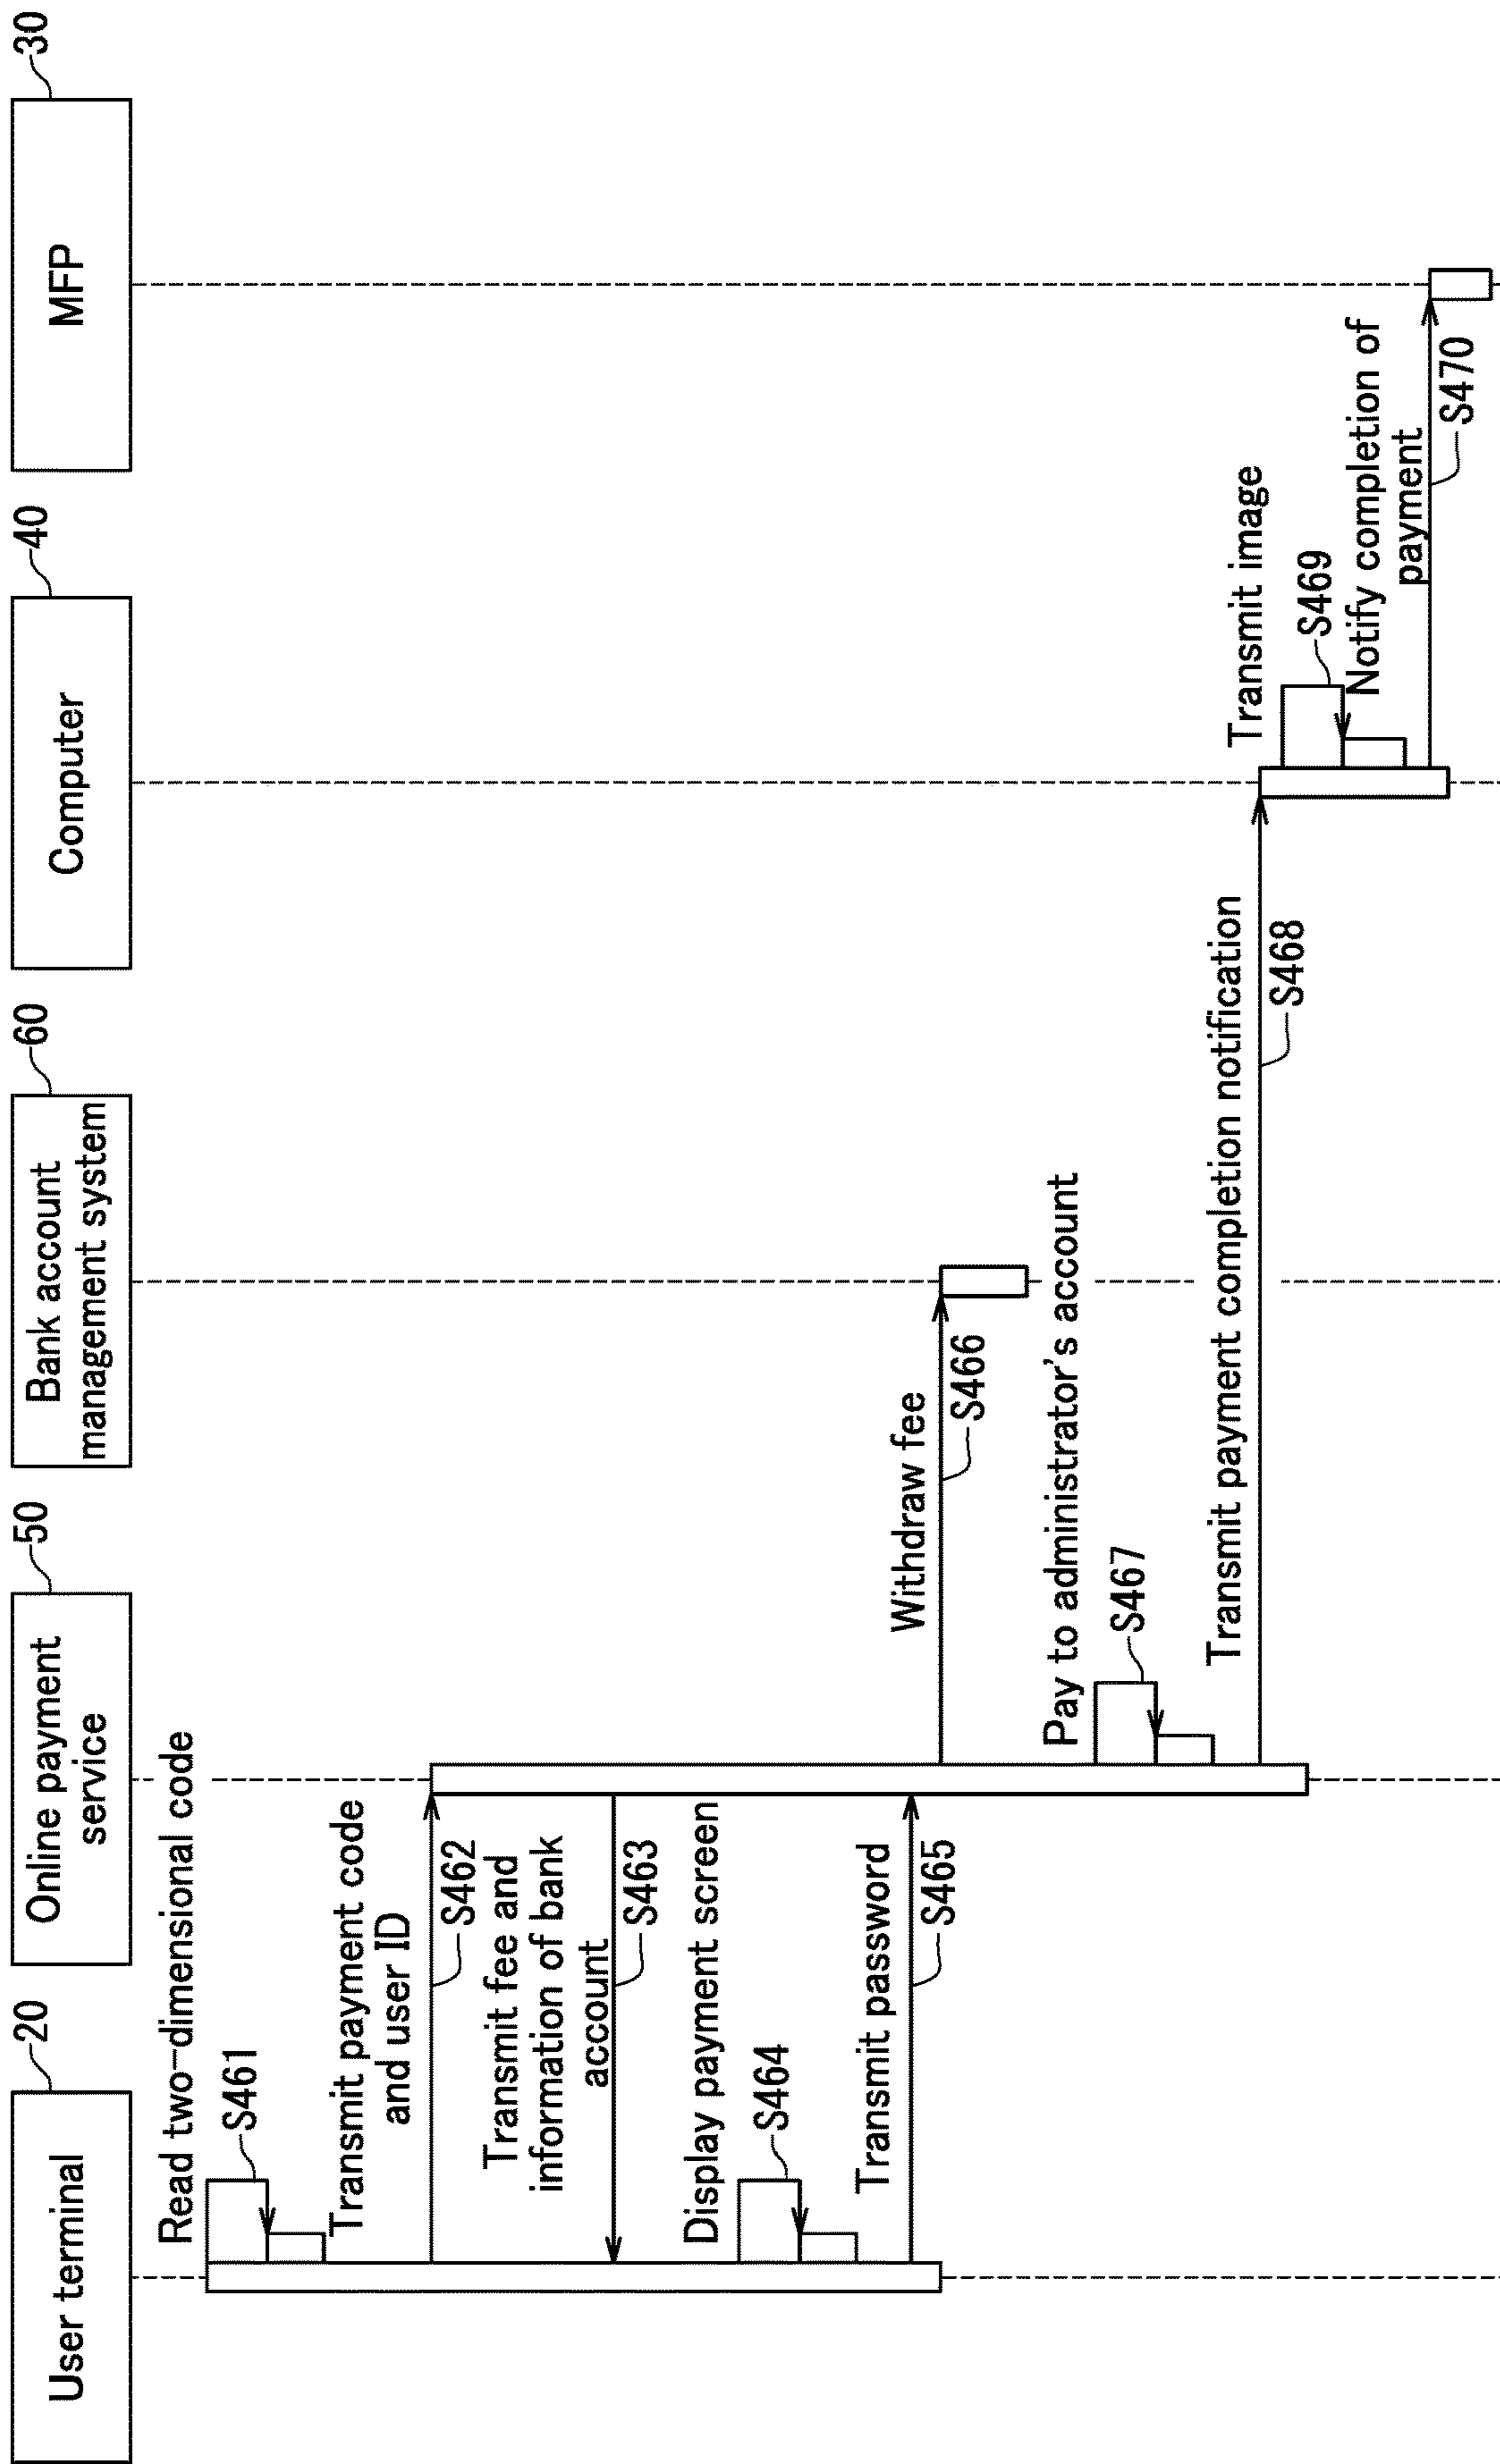 User terminal
20
Online payment
service
50
Bank account
management system
60
Computer
40
MFP
30
Read two-dimensional code
S461
Transmit payment code
and user ID
S462
Transmit fee and
information of bank
account
S463
Display payment screen
S464
Transmit password
S465
Withdraw fee
S466
Pay to administrator's account
S467
Transmit payment completion notification
S468
Transmit image
S469
Notify completion of
payment
S470